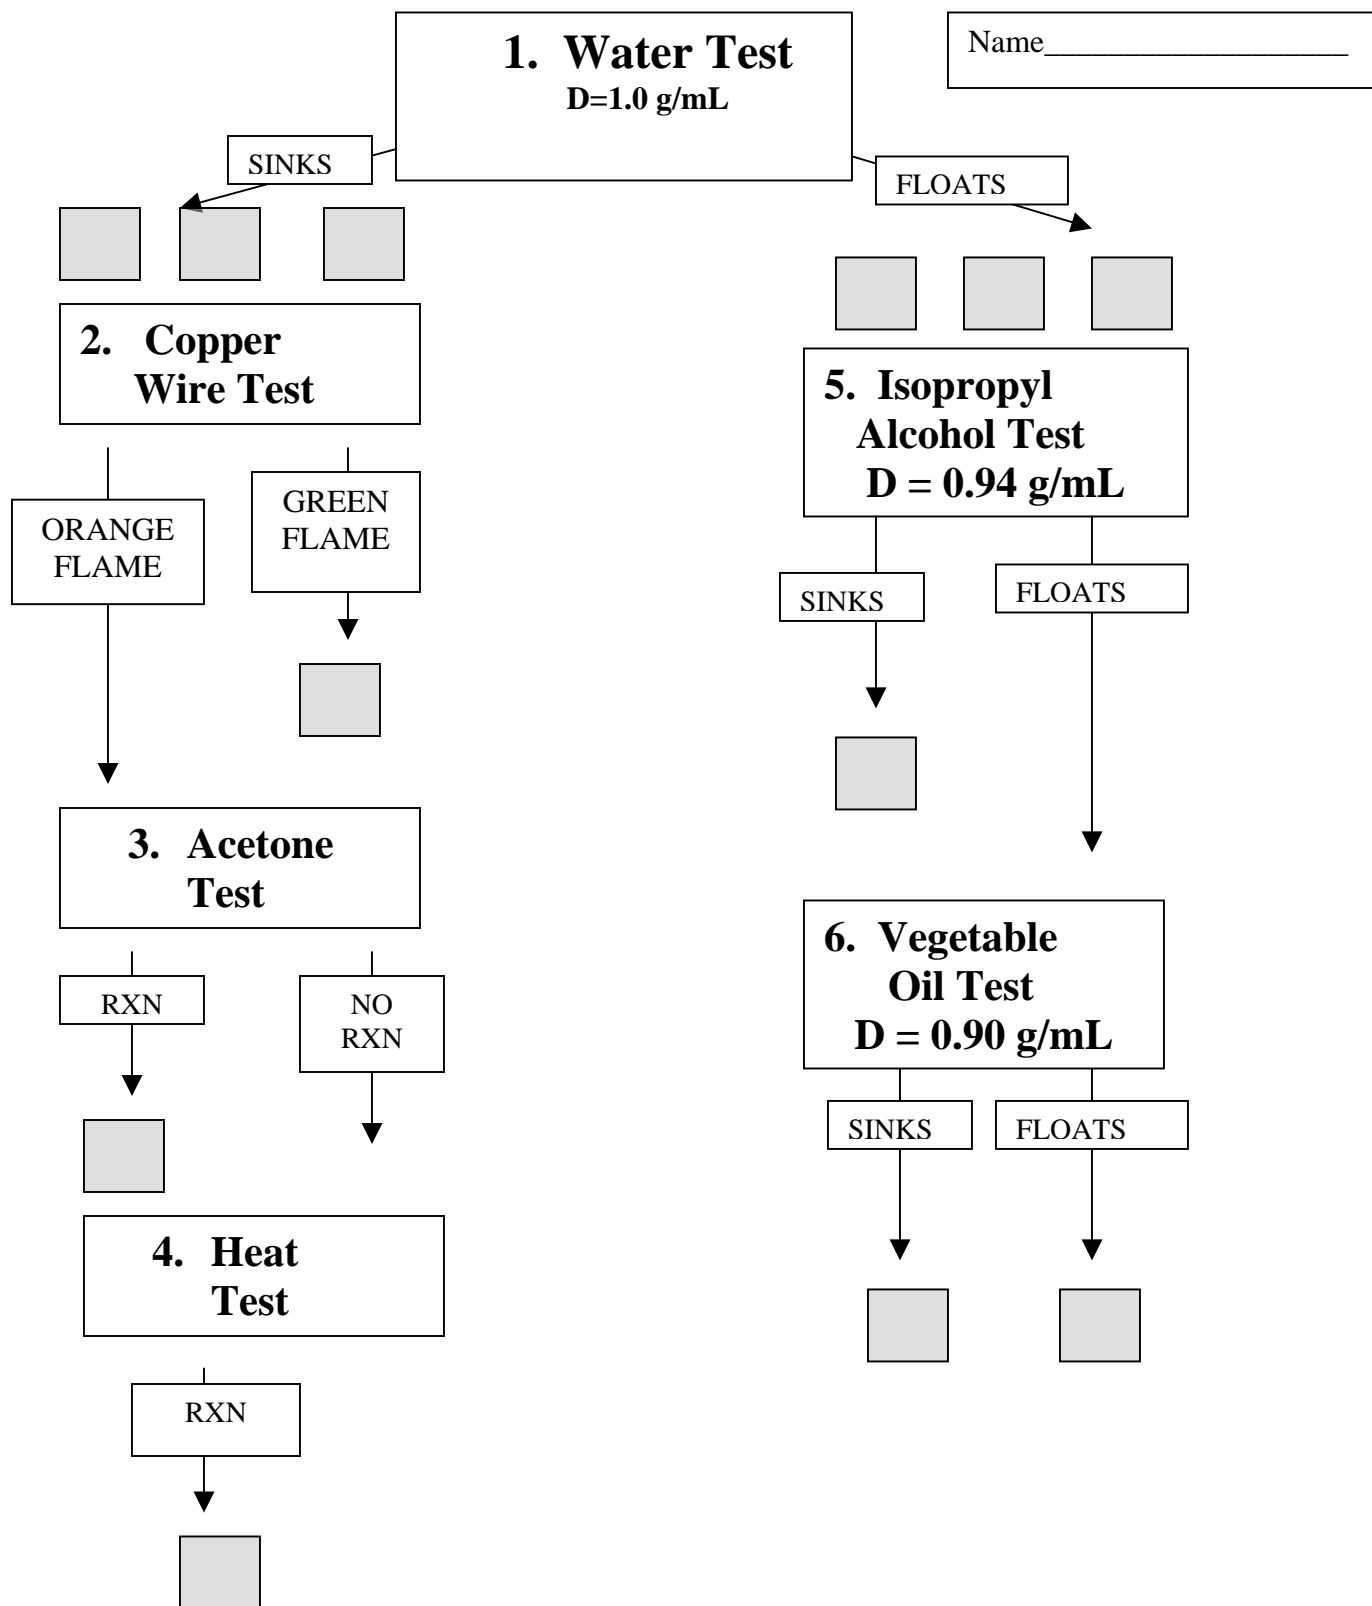 1. Water Test
D=1.0 g/mL
Name___________________
SINKS
FLOATS
2. Copper
Wire Test
ORANGE
FLAME
GREEN
FLAME
3. Acetone
Test
RXN
NO
RXN
4. Heat
Test
RXN
5. Isopropyl
Alcohol Test
D = 0.94 g/mL
SINKS
FLOATS
6. Vegetable
Oil Test
D = 0.90 g/mL
SINKS
FLOATS